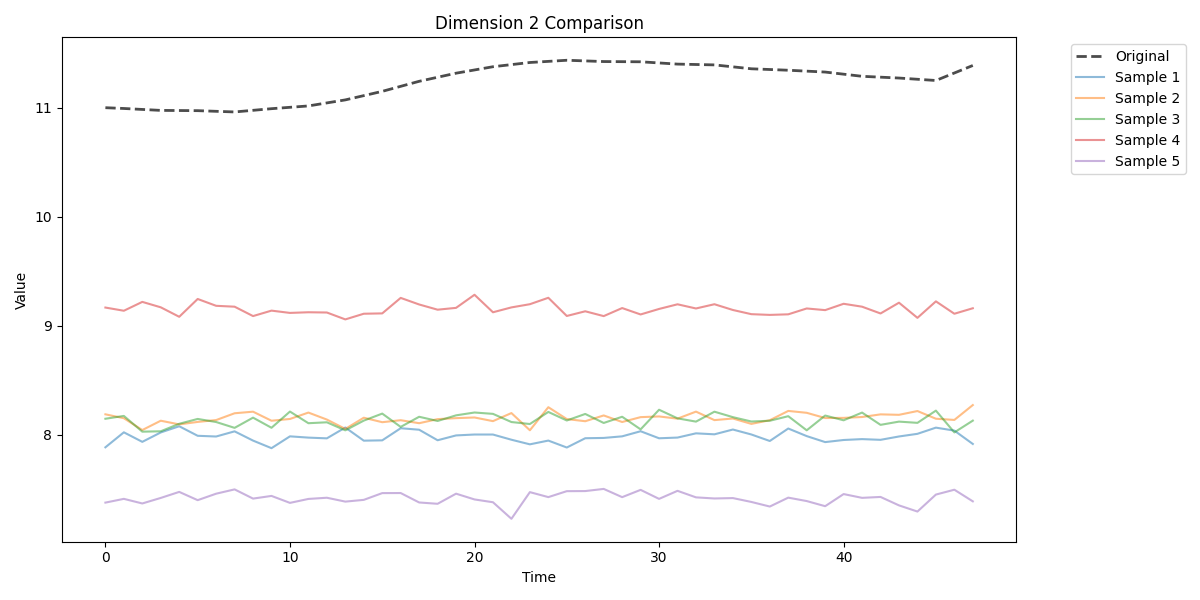 Dimension 2 Comparison
Original
Sample 1
Sample 2
Sample 3
Sample 4
Sample 5
Value
11
10
9
8
0
10
20
30
40
Time